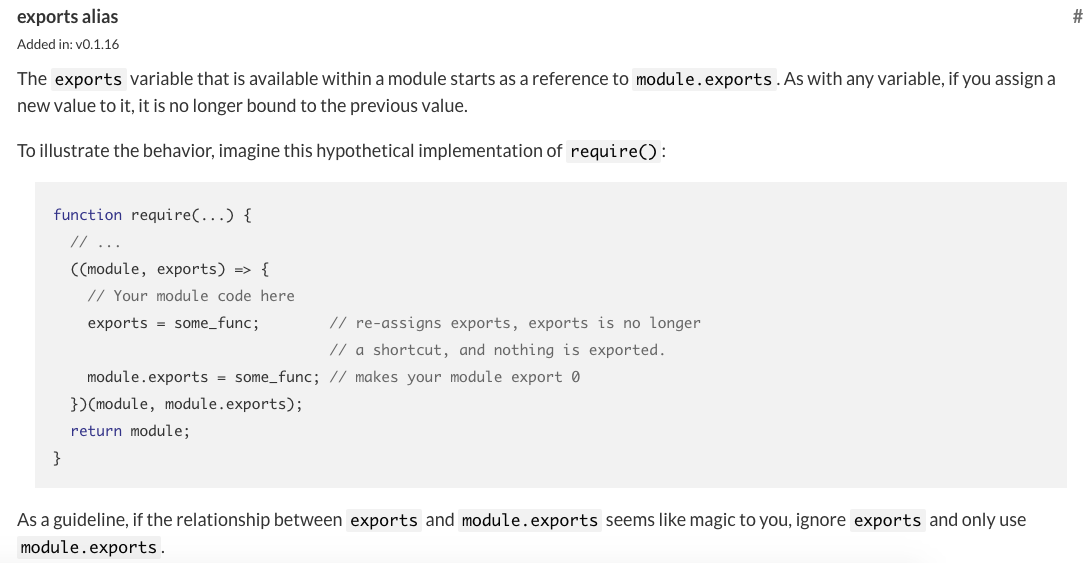 exports alias #
Added in: v0.1.16
The exports variable that is available within a module starts as a reference to module.exports. As with any variable, if you assign a
new value to it, it is no longer bound to the previous value.
To illustrate the behavior, imagine this hypothetical implementation of require():
function require(...) {
  // ...
  ((module, exports) => {
    // Your module code here
    exports = some_func;        // re-assigns exports, exports is no longer
                                // a shortcut, and nothing is exported.
    module.exports = some_func; // makes your module export 0
  })(module, module.exports);
  return module;
}
As a guideline, if the relationship between exports and module.exports seems like magic to you, ignore exports and only use
module.exports.